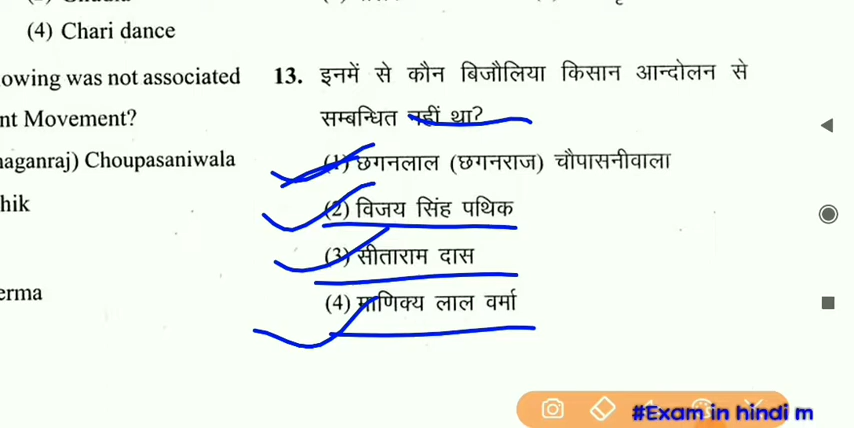 (4) Chari dance
owing was not associated
nt Movement?
haganraj) Choupasaniwala
hik
erma
13. इनमें से कौन बिजौलिया किसान आन्दोलन से
सम्बन्धित नहीं था?
(1) छगनलाल (छगनराज) चौपासनीवाला
(2) विजय सिंह पथिक
(3) सीताराम दास
(4) माणिक्य लाल वर्मा
#Exam in hindi m